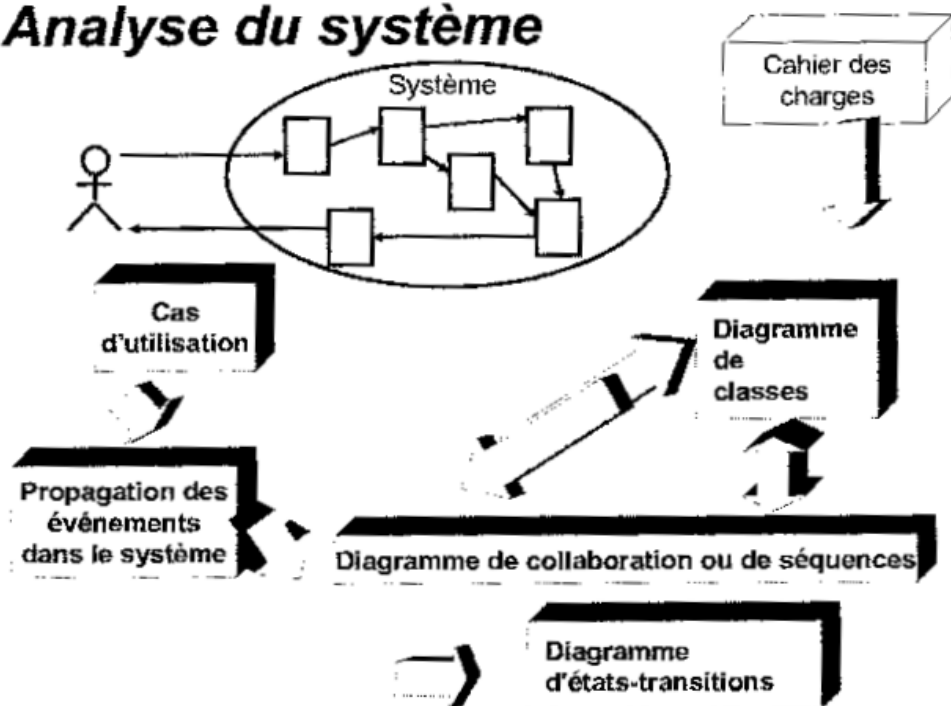 Analyse du système
Système
Cahier des
charges
Cas
d'utilisation
Diagramme
de
classes
Propagation des
événements
dans le système
Diagramme de collaboration ou de séquences
Diagramme
d'états-transitions